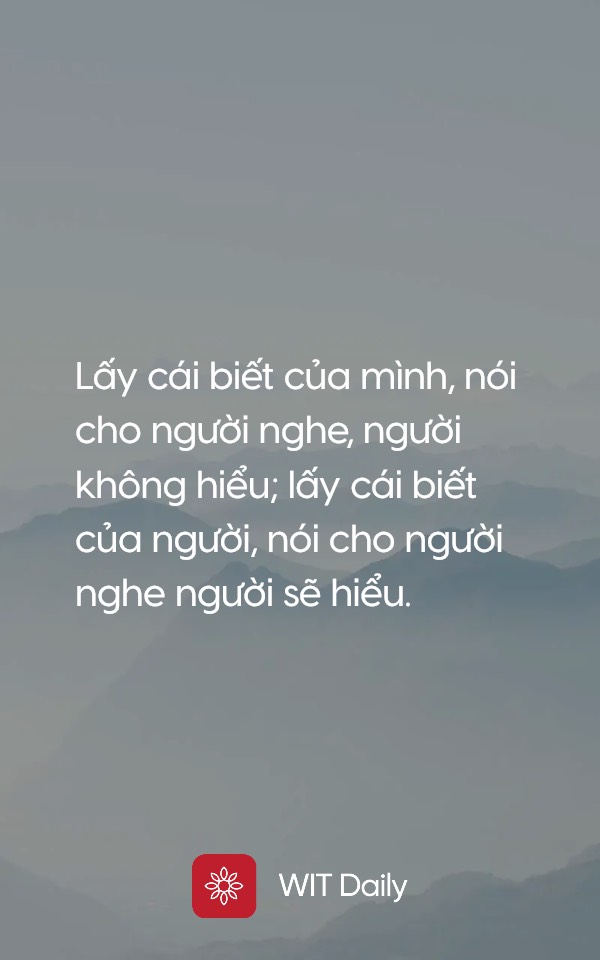 Lấy cái biết của mình, nói
cho người nghe, người
không hiểu; lấy cái biết
của người, nói cho người
nghe người sẽ hiểu.
WIT Daily